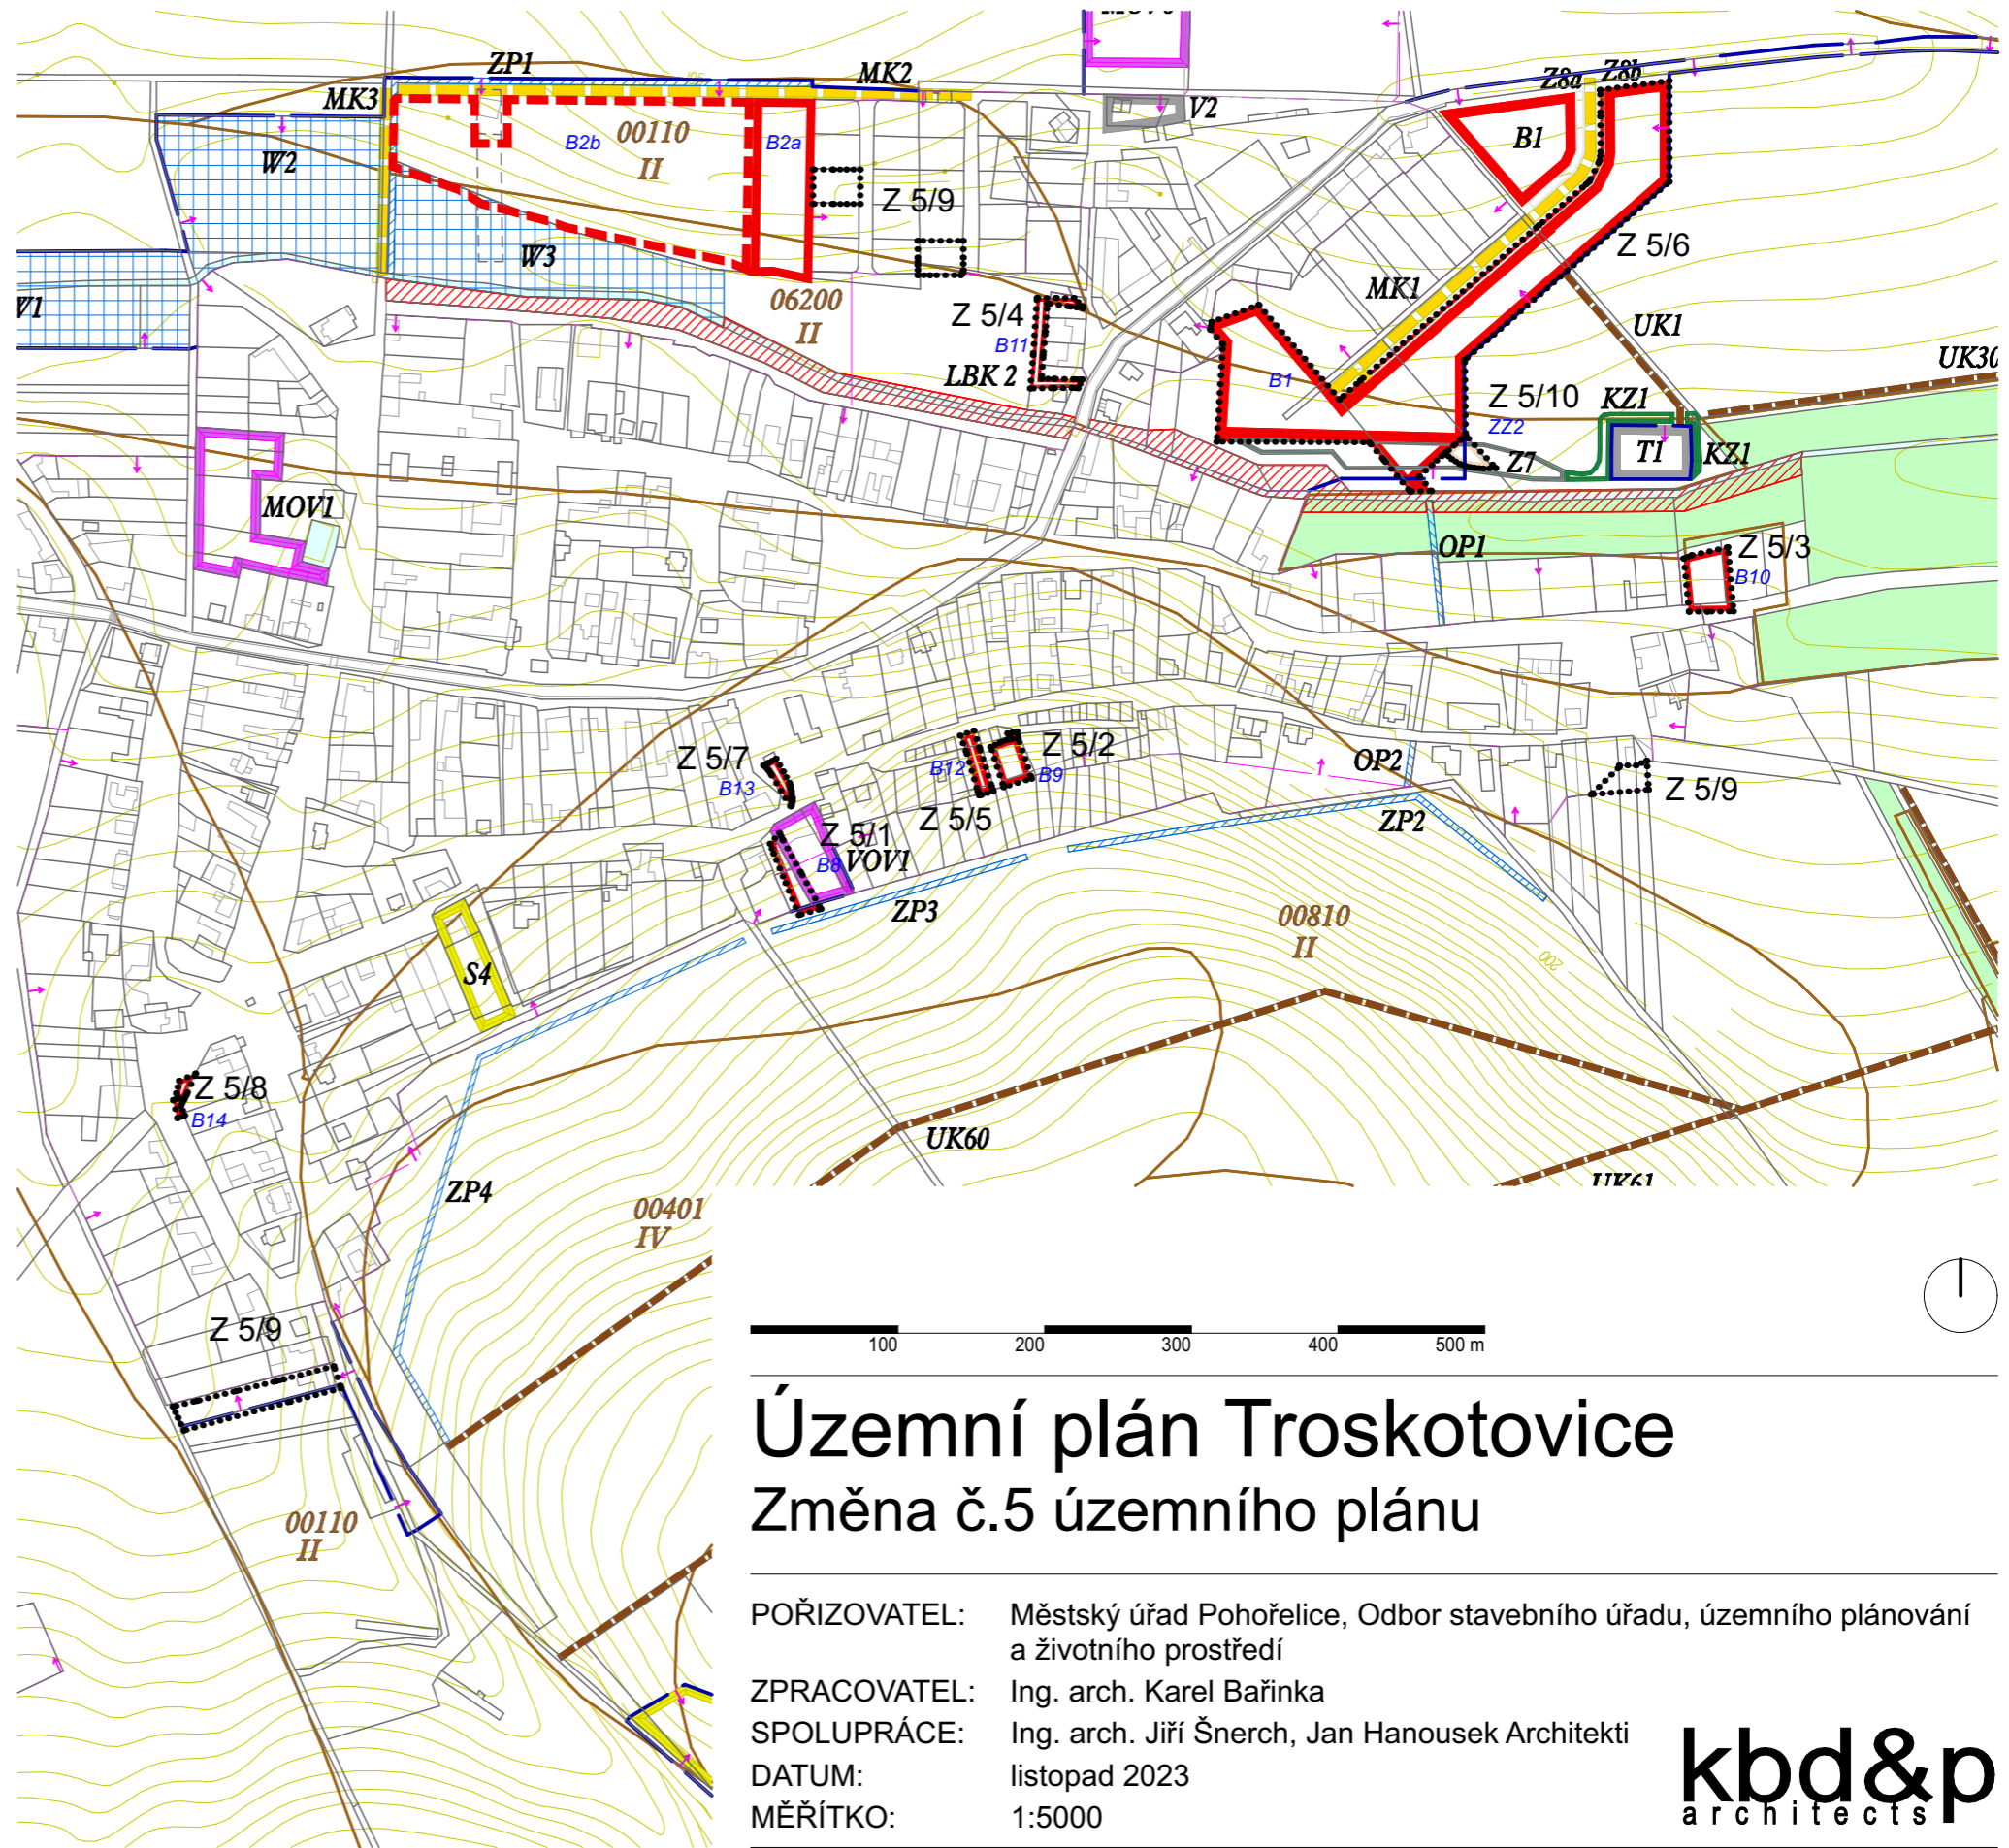 ZP1
MK2
MK3
V2
Z8a
Z8b
B1
00110
II
B2b
B2a
W2
W3
Z 5/9
Z 5/6
MK1
UK1
UK30
V1
06200
II
Z 5/4
B11
LBK 2
B1
Z 5/10
ZZ2
KZ1
T1
KZ1
Z7
MOV1
OP1
Z 5/3
B10
Z 5/7
B13
B12
Z 5/2
B9
OP2
Z 5/9
Z 5/5
ZP2
Z 5/1
B8
VOV1
ZP3
00810
II
200
S4
Z 5/8
B14
UK60
UK61
ZP4
00401
IV
Z 5/9
00110
II
100 200 300 400 500 m
Územní plán Troskotovice
Změna č.5 územního plánu
POŘIZOVATEL: Městský úřad Pohořelice, Odbor stavebního úřadu, územního plánování
a životního prostředí
ZPRACOVATEL: Ing. arch. Karel Bařinka
SPOLUPRÁCE: Ing. arch. Jiří Šnerch, Jan Hanousek Architekti
DATUM: listopad 2023
MĚŘÍTKO: 1:5000
kbd&p
architects